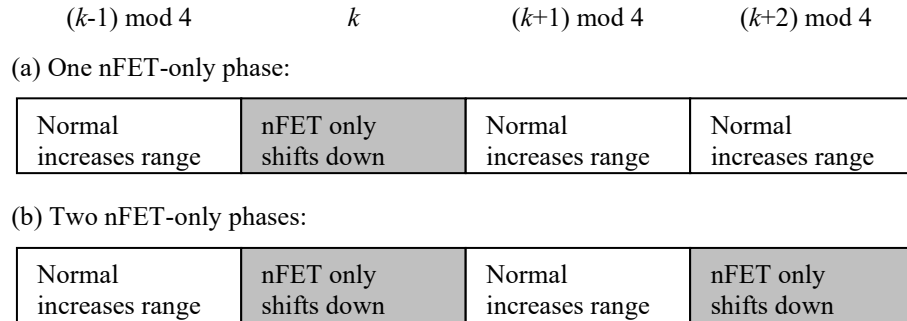 (k-1) mod 4 k (k+1) mod 4 (k+2) mod 4
(a) One nFET-only phase:
Normal nFET only Normal Normal
increases range shifts down increases range increases range
(b) Two nFET-only phases:
Normal nFET only Normal nFET only
increases range shifts down increases range shifts down